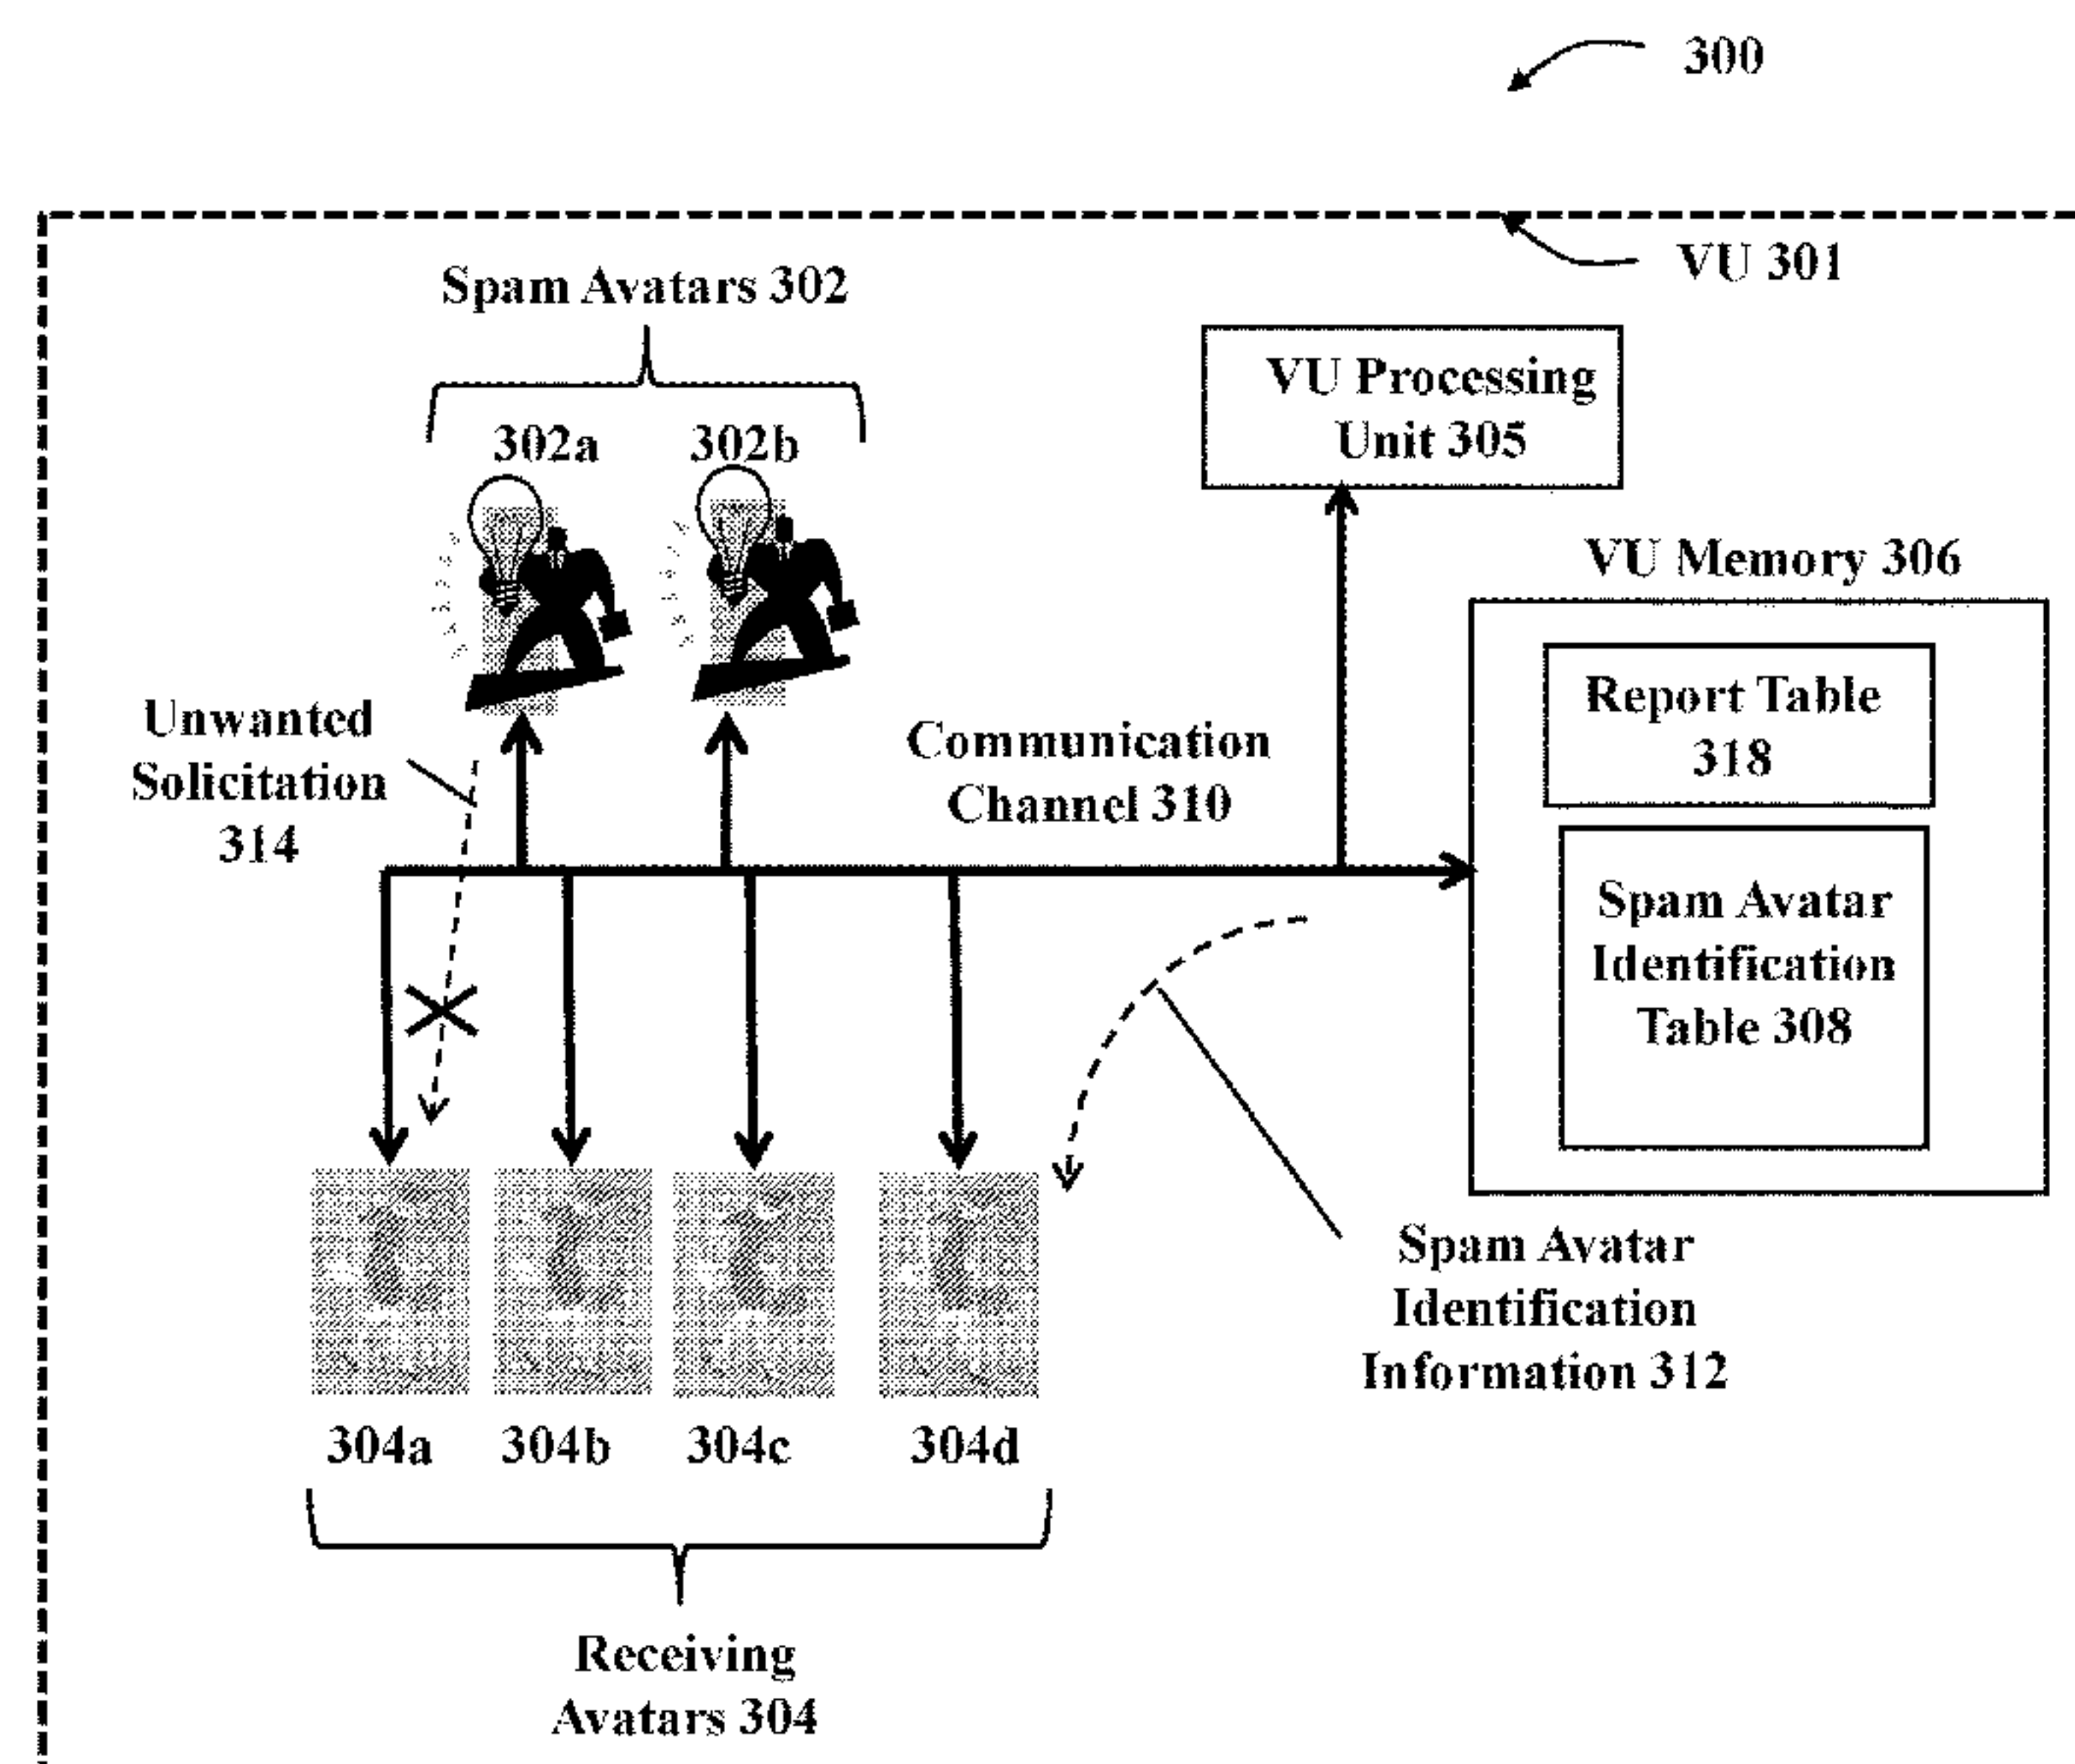 300
VU 301
Spam Avatars 302
302a
302b
VU Processing
Unit 305
VU Memory 306
Report Table
318
Spam Avatar
Identification
Table 308
Unwanted
Solicitation
314
Communication
Channel 310
Spam Avatar
Identification
Information 312
304a
304b
304c
304d
Receiving
Avatars 304